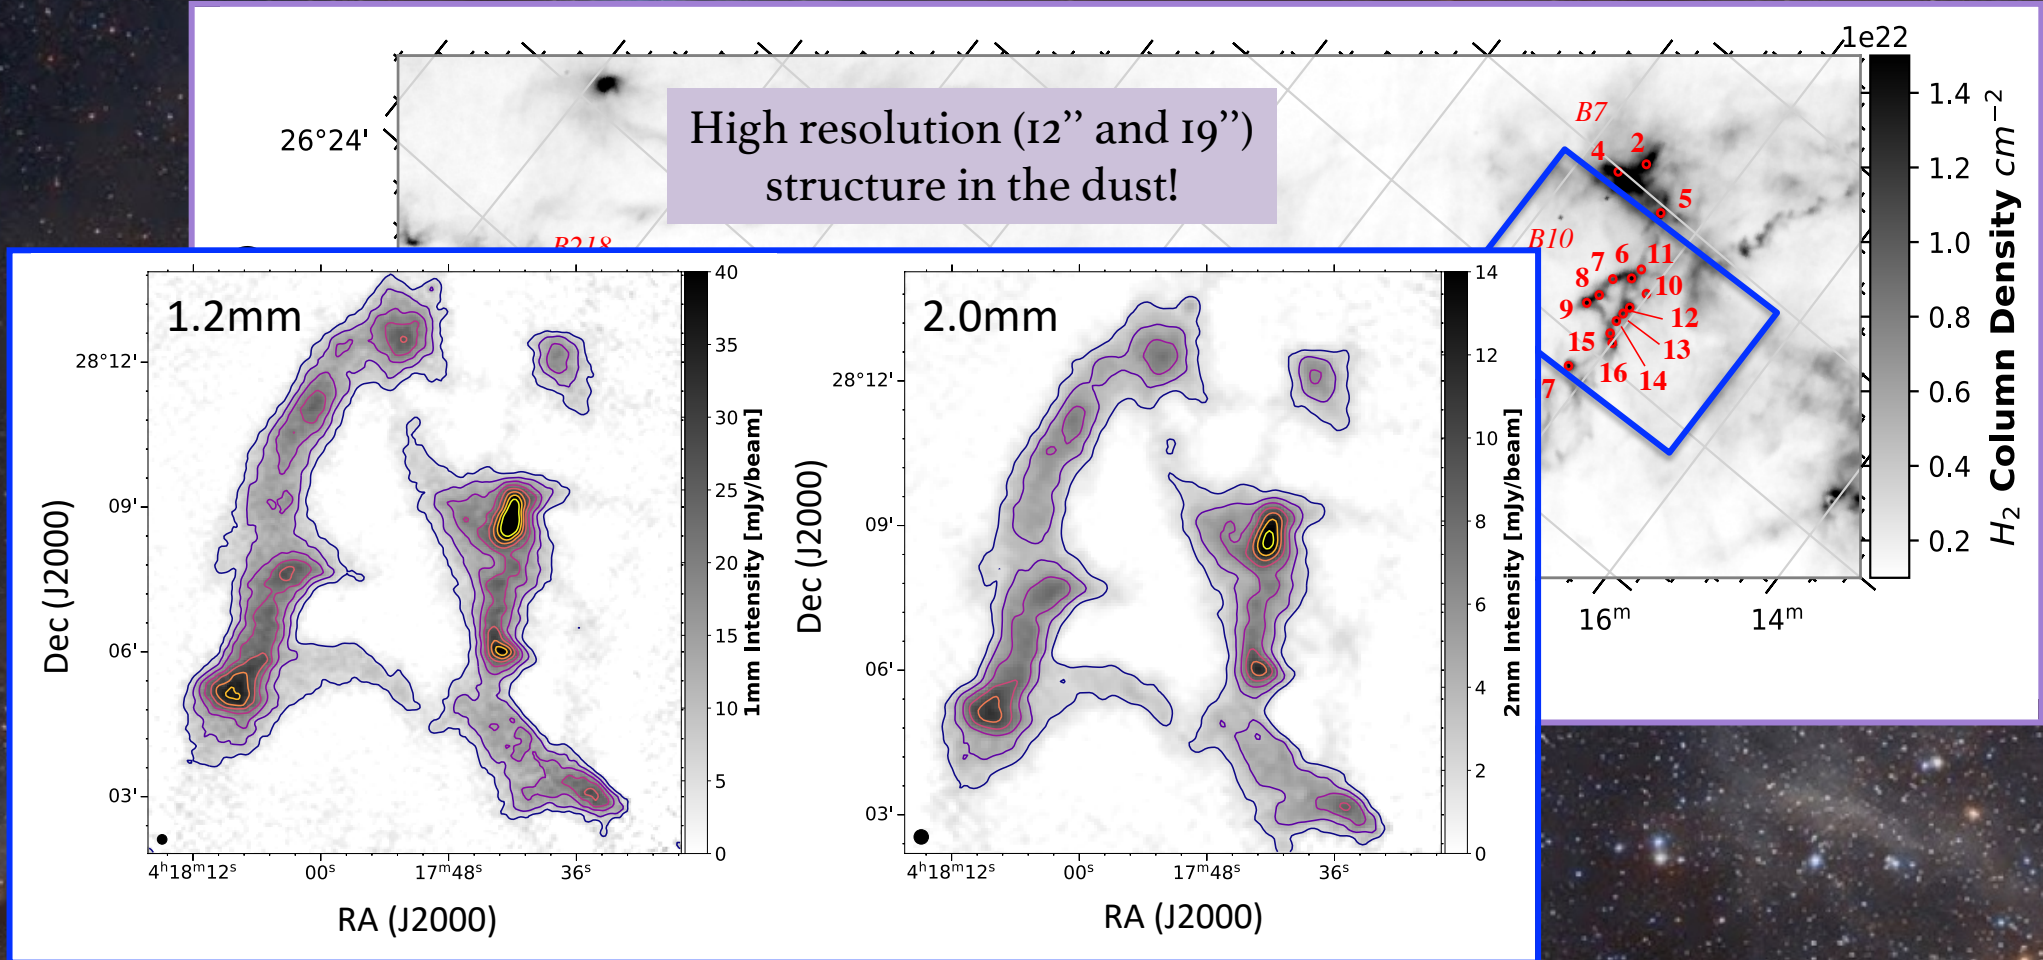 1e22
26°24'
High resolution (12” and 19”)
structure in the dust!
B7
4
2
5
B10
7
6
11
8
10
9
12
15
13
16
14
7
1.4
1.2
1.0
0.8
0.6
0.4
0.2
H₂ Column Density cm⁻²
16ᵐ
14ᵐ
B218
1.2mm
28°12'
09'
06'
03'
Dec (J2000)
4ʰ18ᵐ12ˢ
00ˢ
17ᵐ48ˢ
36ˢ
RA (J2000)
40
35
30
25
20
15
10
5
0
1mm Intensity [mJy/beam]
2.0mm
28°12'
09'
06'
03'
Dec (J2000)
4ʰ18ᵐ12ˢ
00ˢ
17ᵐ48ˢ
36ˢ
RA (J2000)
14
12
10
8
6
4
2
0
2mm Intensity [mJy/beam]